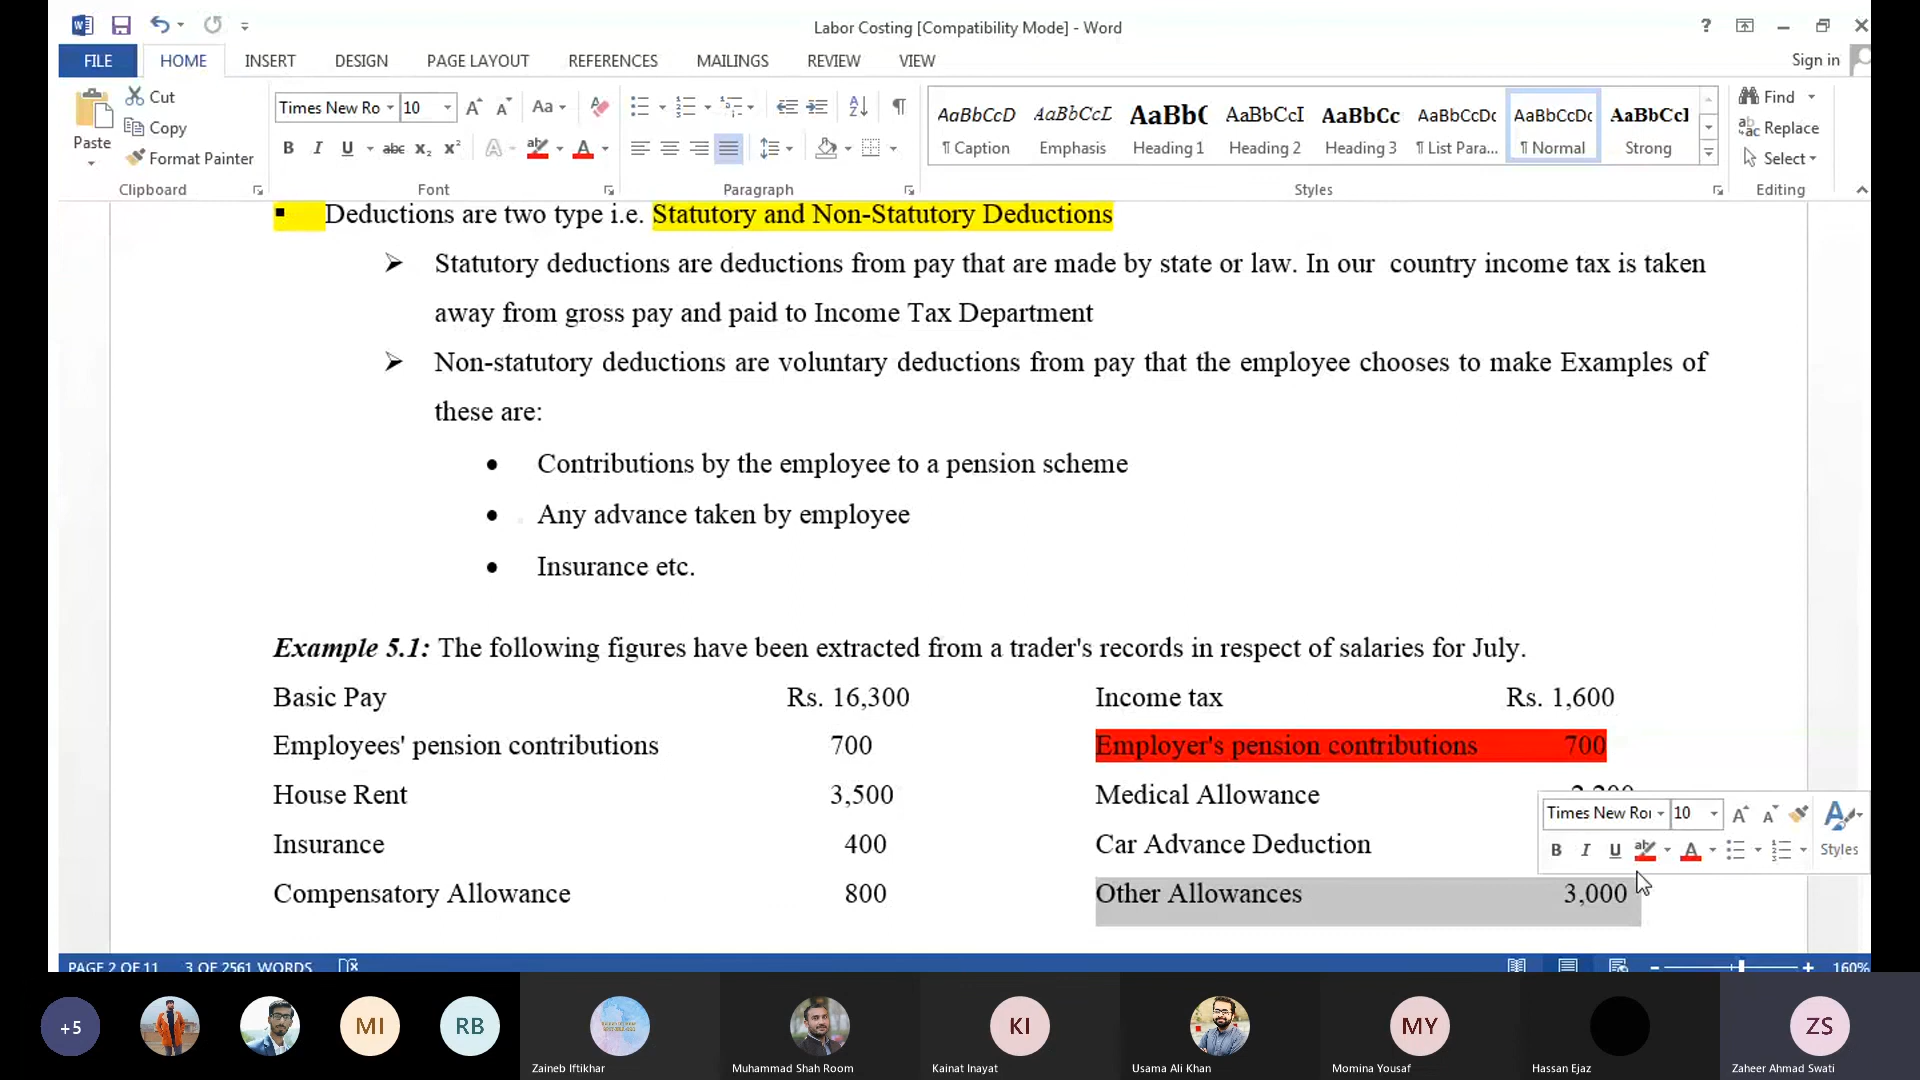 Labor Costing [Compatibility Mode] - Word
?
Sign in
FILE HOME INSERT DESIGN PAGE LAYOUT REFERENCES MAILINGS REVIEW VIEW
Paste
Cut
Copy
Format Painter
Clipboard
Times New Ro 10 Aa
B I U abc x₂ x²
Font
Paragraph
AaBbCcD AaBbCcL AaBb( AaBbCcI AaBbCc AaBbCcDc AaBbCcDc AaBbCcl
¶ Caption Emphasis Heading 1 Heading 2 Heading 3 ¶ List Para... ¶ Normal Strong
Styles
Find
Replace
Select
Editing
▪ Deductions are two type i.e. Statutory and Non-Statutory Deductions
➢ Statutory deductions are deductions from pay that are made by state or law. In our country income tax is taken
away from gross pay and paid to Income Tax Department
➢ Non-statutory deductions are voluntary deductions from pay that the employee chooses to make Examples of
these are:
• Contributions by the employee to a pension scheme
• Any advance taken by employee
• Insurance etc.
Example 5.1: The following figures have been extracted from a trader's records in respect of salaries for July.
Basic Pay Rs. 16,300 Income tax Rs. 1,600
Employees' pension contributions 700 Employer's pension contributions 700
House Rent 3,500 Medical Allowance
Insurance 400 Car Advance Deduction
Compensatory Allowance 800 Other Allowances 3,000
Times New Roi 10
B I U Styles
PAGE 2 OF 11 3 OF 2561 WORDS 160%
+5 MI RB KI MY ZS
Zaineb Iftikhar Muhammad Shah Room Kainat Inayat Usama Ali Khan Momina Yousaf Hassan Ejaz Zaheer Ahmad Swati